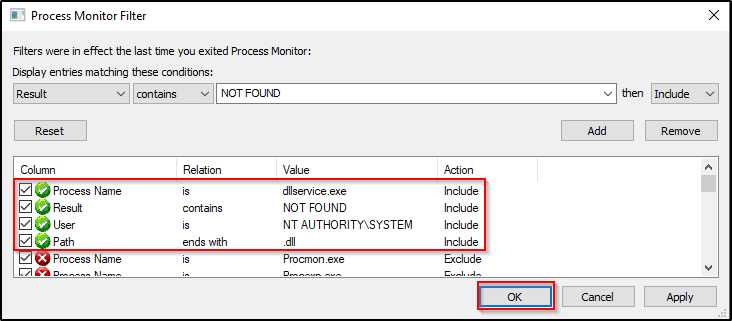 Process Monitor Filter
Filters were in effect the last time you exited Process Monitor:
Display entries matching these conditions:
Result contains NOT FOUND then Include
Reset Add Remove
Column Relation Value Action
Process Name is dllservice.exe Include
Result contains NOT FOUND Include
User is NT AUTHORITY\SYSTEM Include
Path ends with .dll Include
Process Name is Procmon.exe Exclude
Process Name is Procexp.exe Exclude
OK Cancel Apply